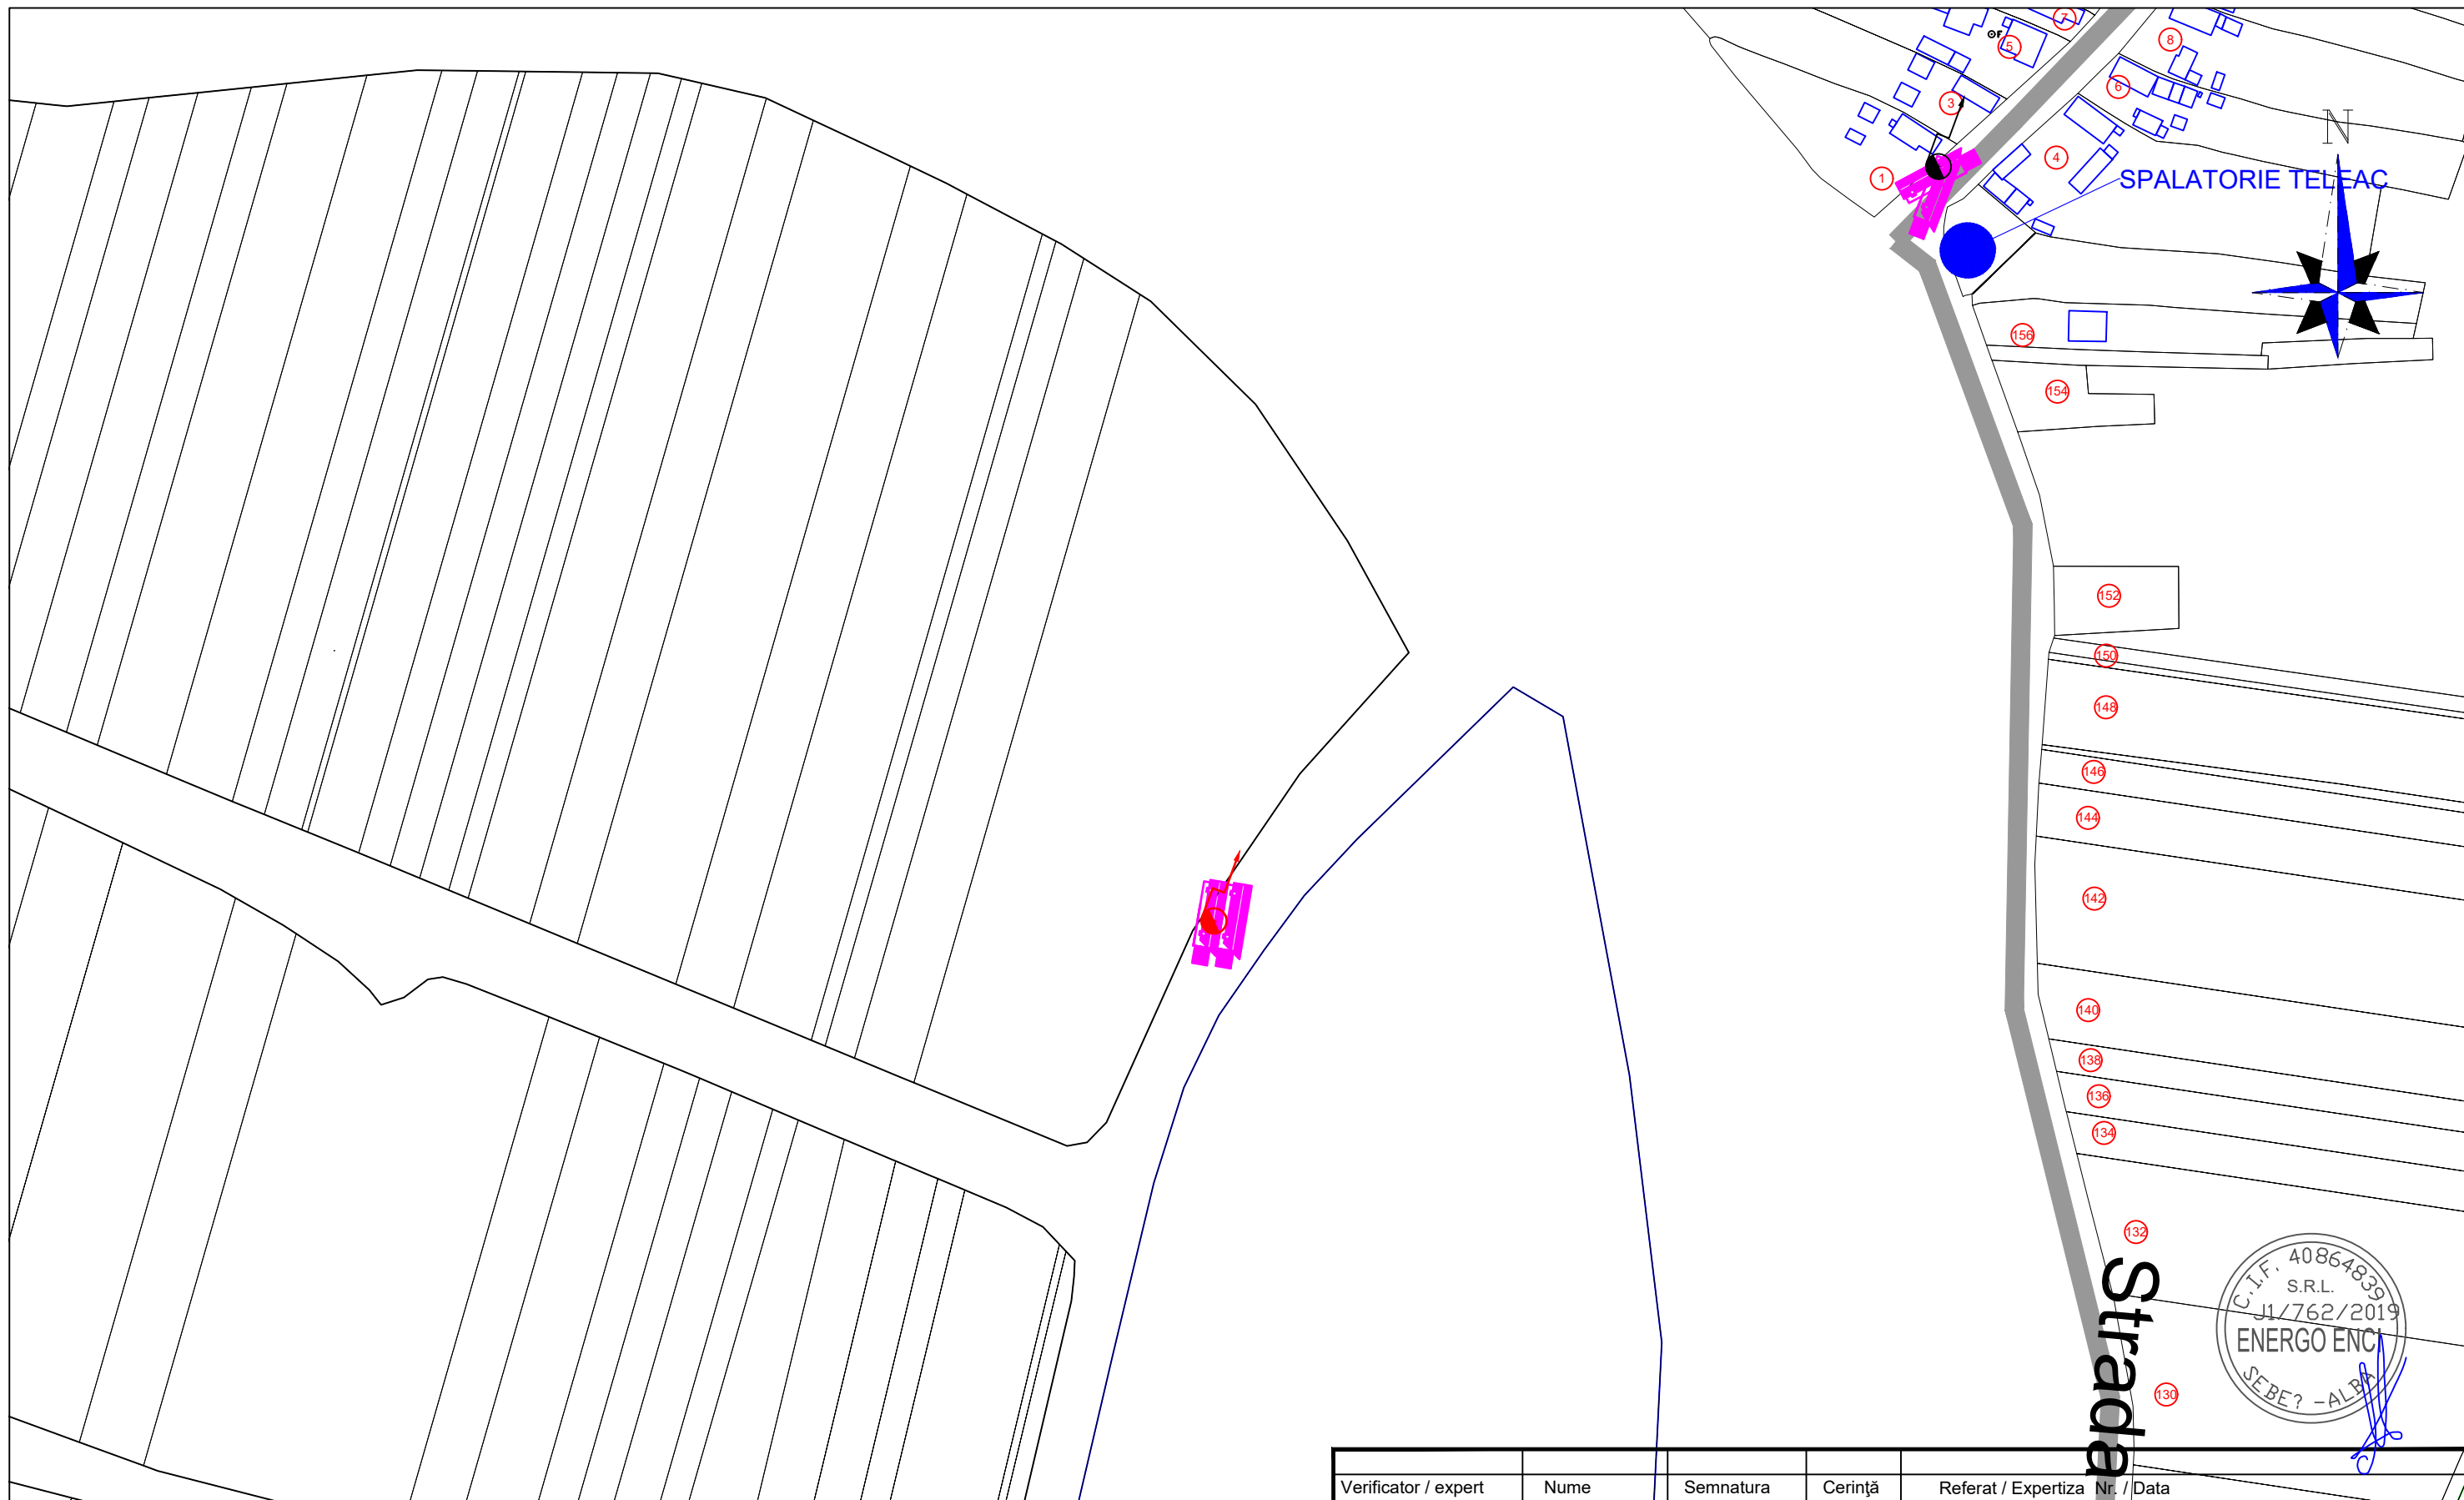 7
5
8
3
6
4
1
N
SPALATORIE TELEAC
156
154
152
150
148
146
144
142
140
138
136
134
132
130
Strada
C.I.F. 40864839
S.R.L.
J1/762/2019
ENERGO ENCI
SEBE? -ALBA
Verificator / expert Nume Semnatura Cerinţă Referat / Expertiza Nr. / Data